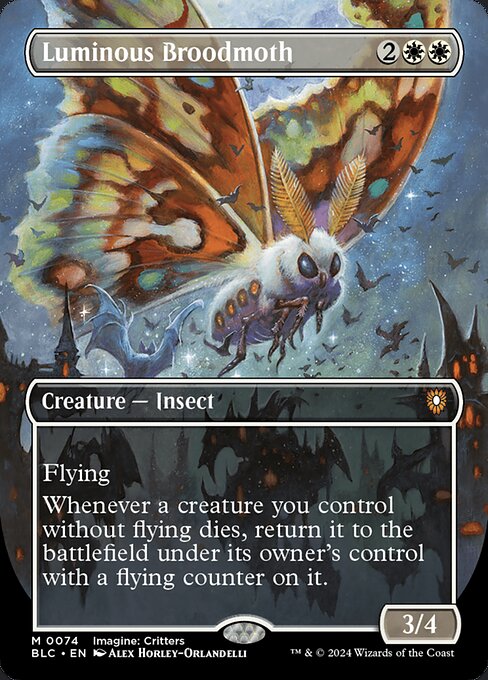 Luminous Broodmoth 2
Creature — Insect
Flying
Whenever a creature you control
without flying dies, return it to the
battlefield under its owner's control
with a flying counter on it.
3/4
M 0074 Imagine: Critters
BLC • EN Alex Horley-Orlandelli ™ & © 2024 Wizards of the Coast